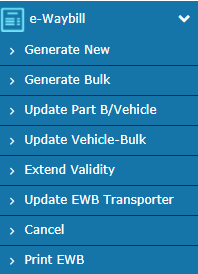 e-Waybill
Generate New
Generate Bulk
Update Part B/Vehicle
Update Vehicle-Bulk
Extend Validity
Update EWB Transporter
Cancel
Print EWB